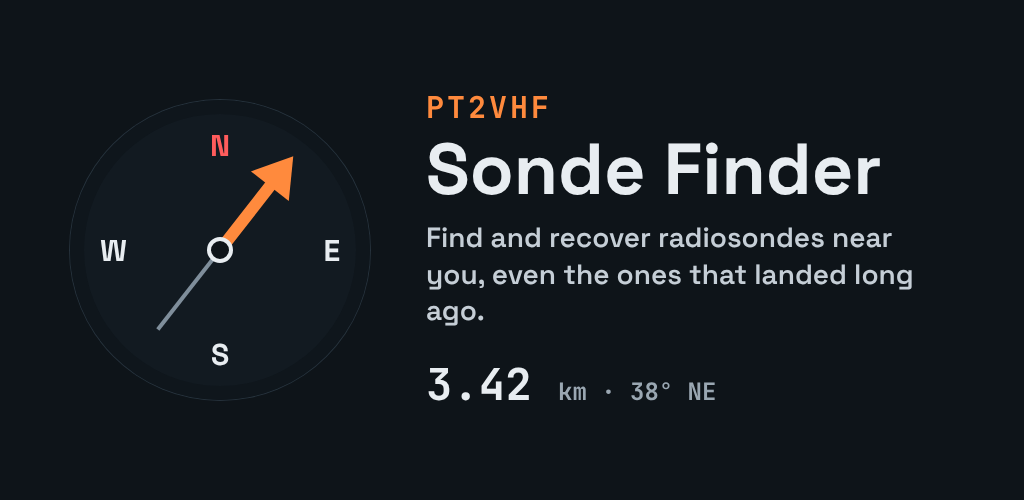 N
W
E
S
PT2VHF
Sonde Finder
Find and recover radiosondes near
you, even the ones that landed long
ago.
3.42 km · 38° NE